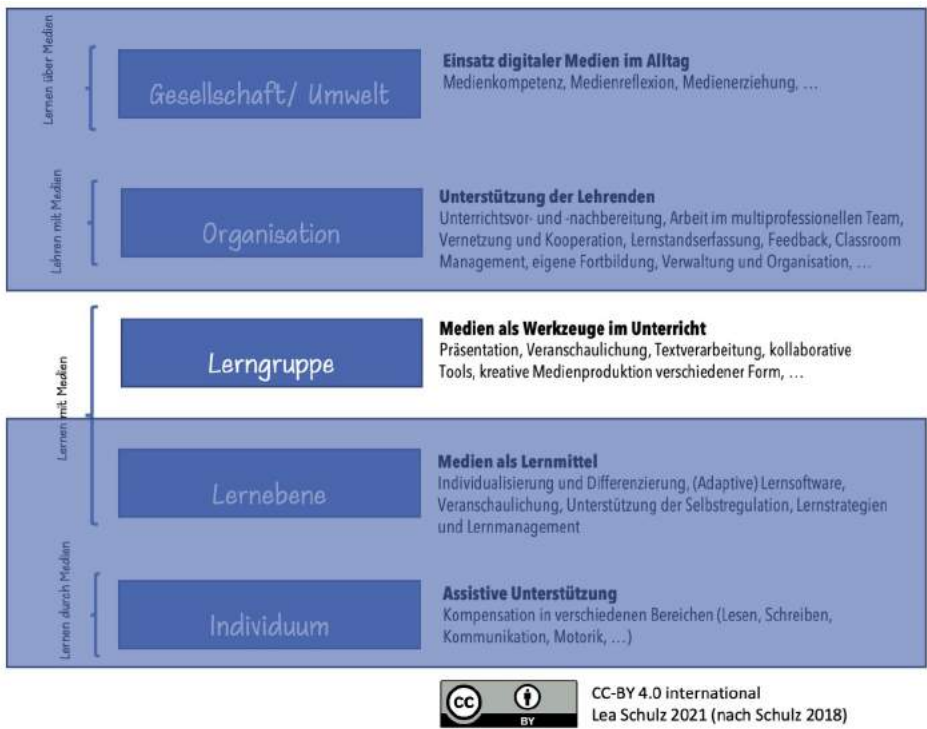 Lernen über Medien
Gesellschaft/ Umwelt
Einsatz digitaler Medien im Alltag
Medienkompetenz, Medienreflexion, Medienerziehung, ...
Lehren mit Medien
Organisation
Unterstützung der Lehrenden
Unterrichtsvor- und -nachbereitung, Arbeit im multiprofessionellen Team,
Vernetzung und Kooperation, Lernstandserfassung, Feedback, Classroom
Management, eigene Fortbildung, Verwaltung und Organisation, ...
Lernen mit Medien
Lerngruppe
Medien als Werkzeuge im Unterricht
Präsentation, Veranschaulichung, Textverarbeitung, kollaborative
Tools, kreative Medienproduktion verschiedener Form, ...
Lernebene
Medien als Lernmittel
Individualisierung und Differenzierung, (Adaptive) Lernsoftware,
Veranschaulichung, Unterstützung der Selbstregulation, Lernstrategien
und Lernmanagement
Lernen durch Medien
Individuum
Assistive Unterstützung
Kompensation in verschiedenen Bereichen (Lesen, Schreiben,
Kommunikation, Motorik, ...)
CC
BY
CC-BY 4.0 international
Lea Schulz 2021 (nach Schulz 2018)